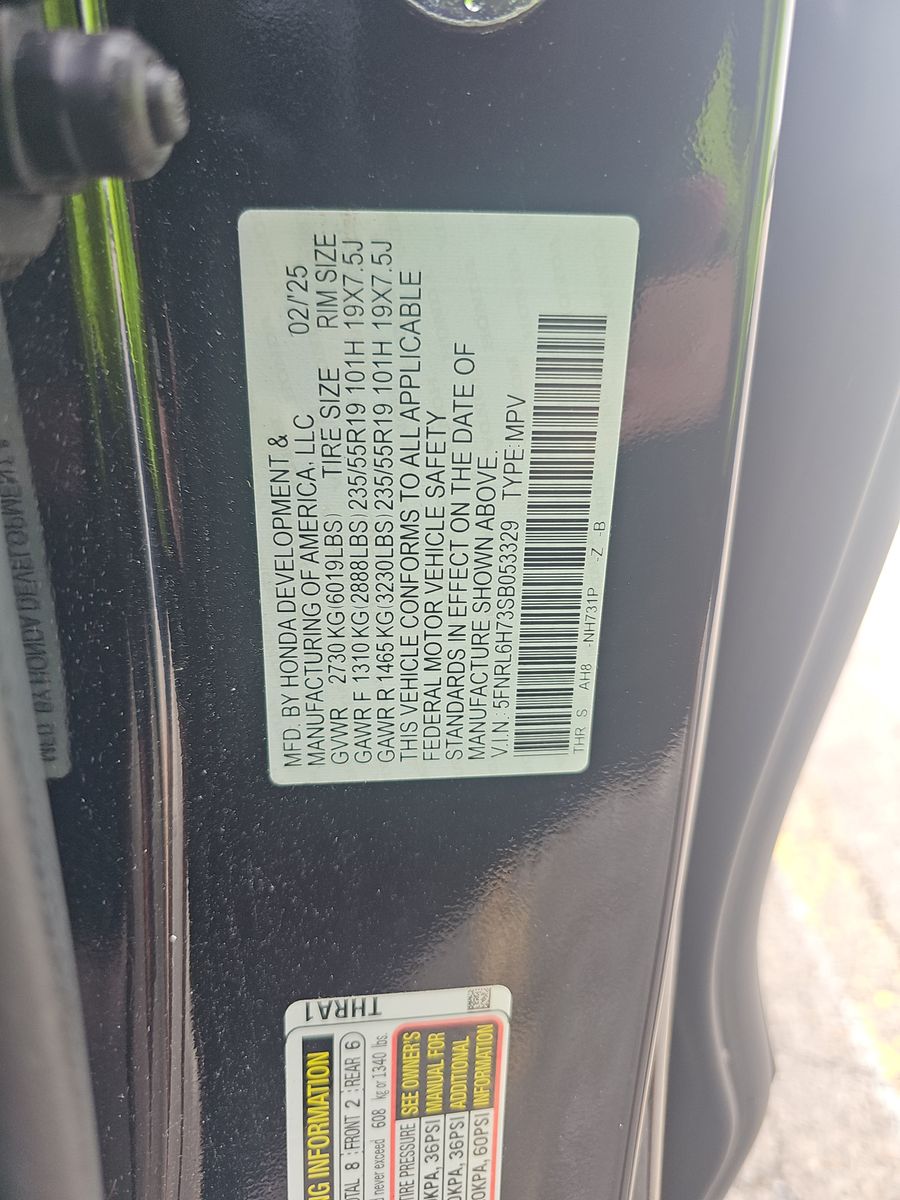 MFD. BY HONDA DEVELOPMENT &
MANUFACTURING OF AMERICA, LLC 02/'25
GVWR 2730 KG (6019LBS) TIRE SIZE RIM SIZE
GAWR F 1310 KG (2888LBS) 235/55R19 101H 19X7.5J
GAWR R 1465 KG (3230LBS) 235/55R19 101H 19X7.5J
THIS VEHICLE CONFORMS TO ALL APPLICABLE
FEDERAL MOTOR VEHICLE SAFETY
STANDARDS IN EFFECT ON THE DATE OF
MANUFACTURE SHOWN ABOVE.
V.I.N.: 5FNRL6H73SB053329 TYPE: MPV
THR S AH8 -NH731P -Z -B
THRA1
INFORMATION
8 FRONT 2 REAR 6
never exceed 608 kg or 1340 lbs.
PRESSURE SEE OWNER'S
KPA, 36PSI MANUAL FOR
KPA, 36PSI ADDITIONAL
KPA, 60PSI INFORMATION